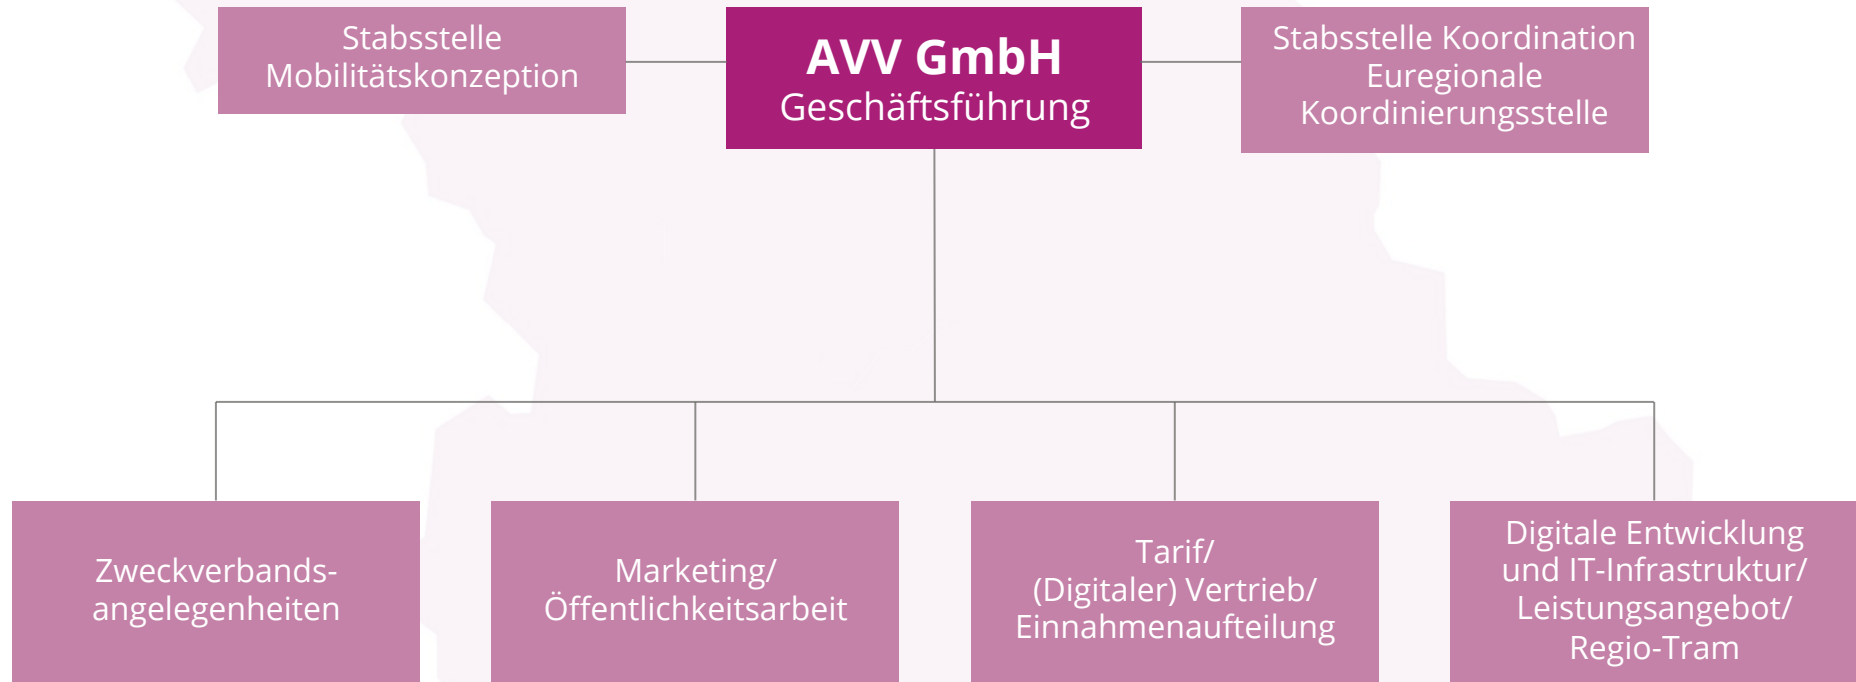 Stabsstelle
Mobilitätskonzeption
AVV GmbH
Geschäftsführung
Stabsstelle Koordination
Euregionale
Koordinierungsstelle
Zweckverbands-
angelegenheiten
Marketing/
Öffentlichkeitsarbeit
Tarif/
(Digitaler) Vertrieb/
Einnahmenaufteilung
Digitale Entwicklung
und IT-Infrastruktur/
Leistungsangebot/
Regio-Tram